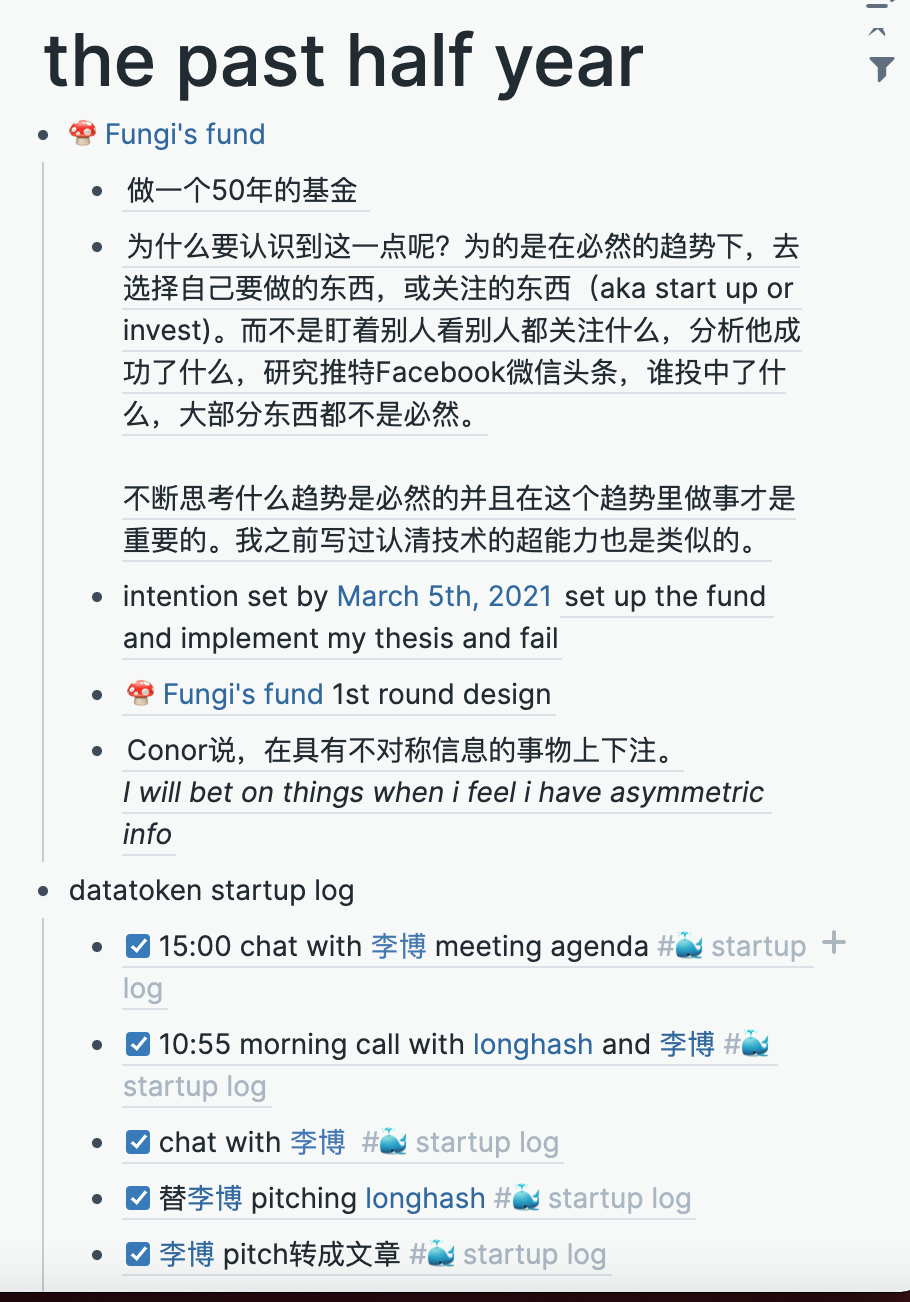 the past half year
🍄 Fungi's fund
做一个50年的基金
为什么要认识到这一点呢？为的是在必然的趋势下，去
选择自己要做的东西，或关注的东西（aka start up or
invest)。而不是盯着别人看别人都关注什么，分析他成
功了什么，研究推特Facebook微信头条，谁投中了什
么，大部分东西都不是必然。
不断思考什么趋势是必然的并且在这个趋势里做事才是
重要的。我之前写过认清技术的超能力也是类似的。
intention set by March 5th, 2021 set up the fund
and implement my thesis and fail
🍄 Fungi's fund 1st round design
Conor说，在具有不对称信息的事物上下注。
I will bet on things when i feel i have asymmetric
info
datatoken startup log
15:00 chat with 李博 meeting agenda #🐳 startup
log
10:55 morning call with longhash and 李博 #🐳
startup log
chat with 李博 #🐳 startup log
替李博 pitching longhash #🐳 startup log
李博 pitch转成文章 #🐳 startup log